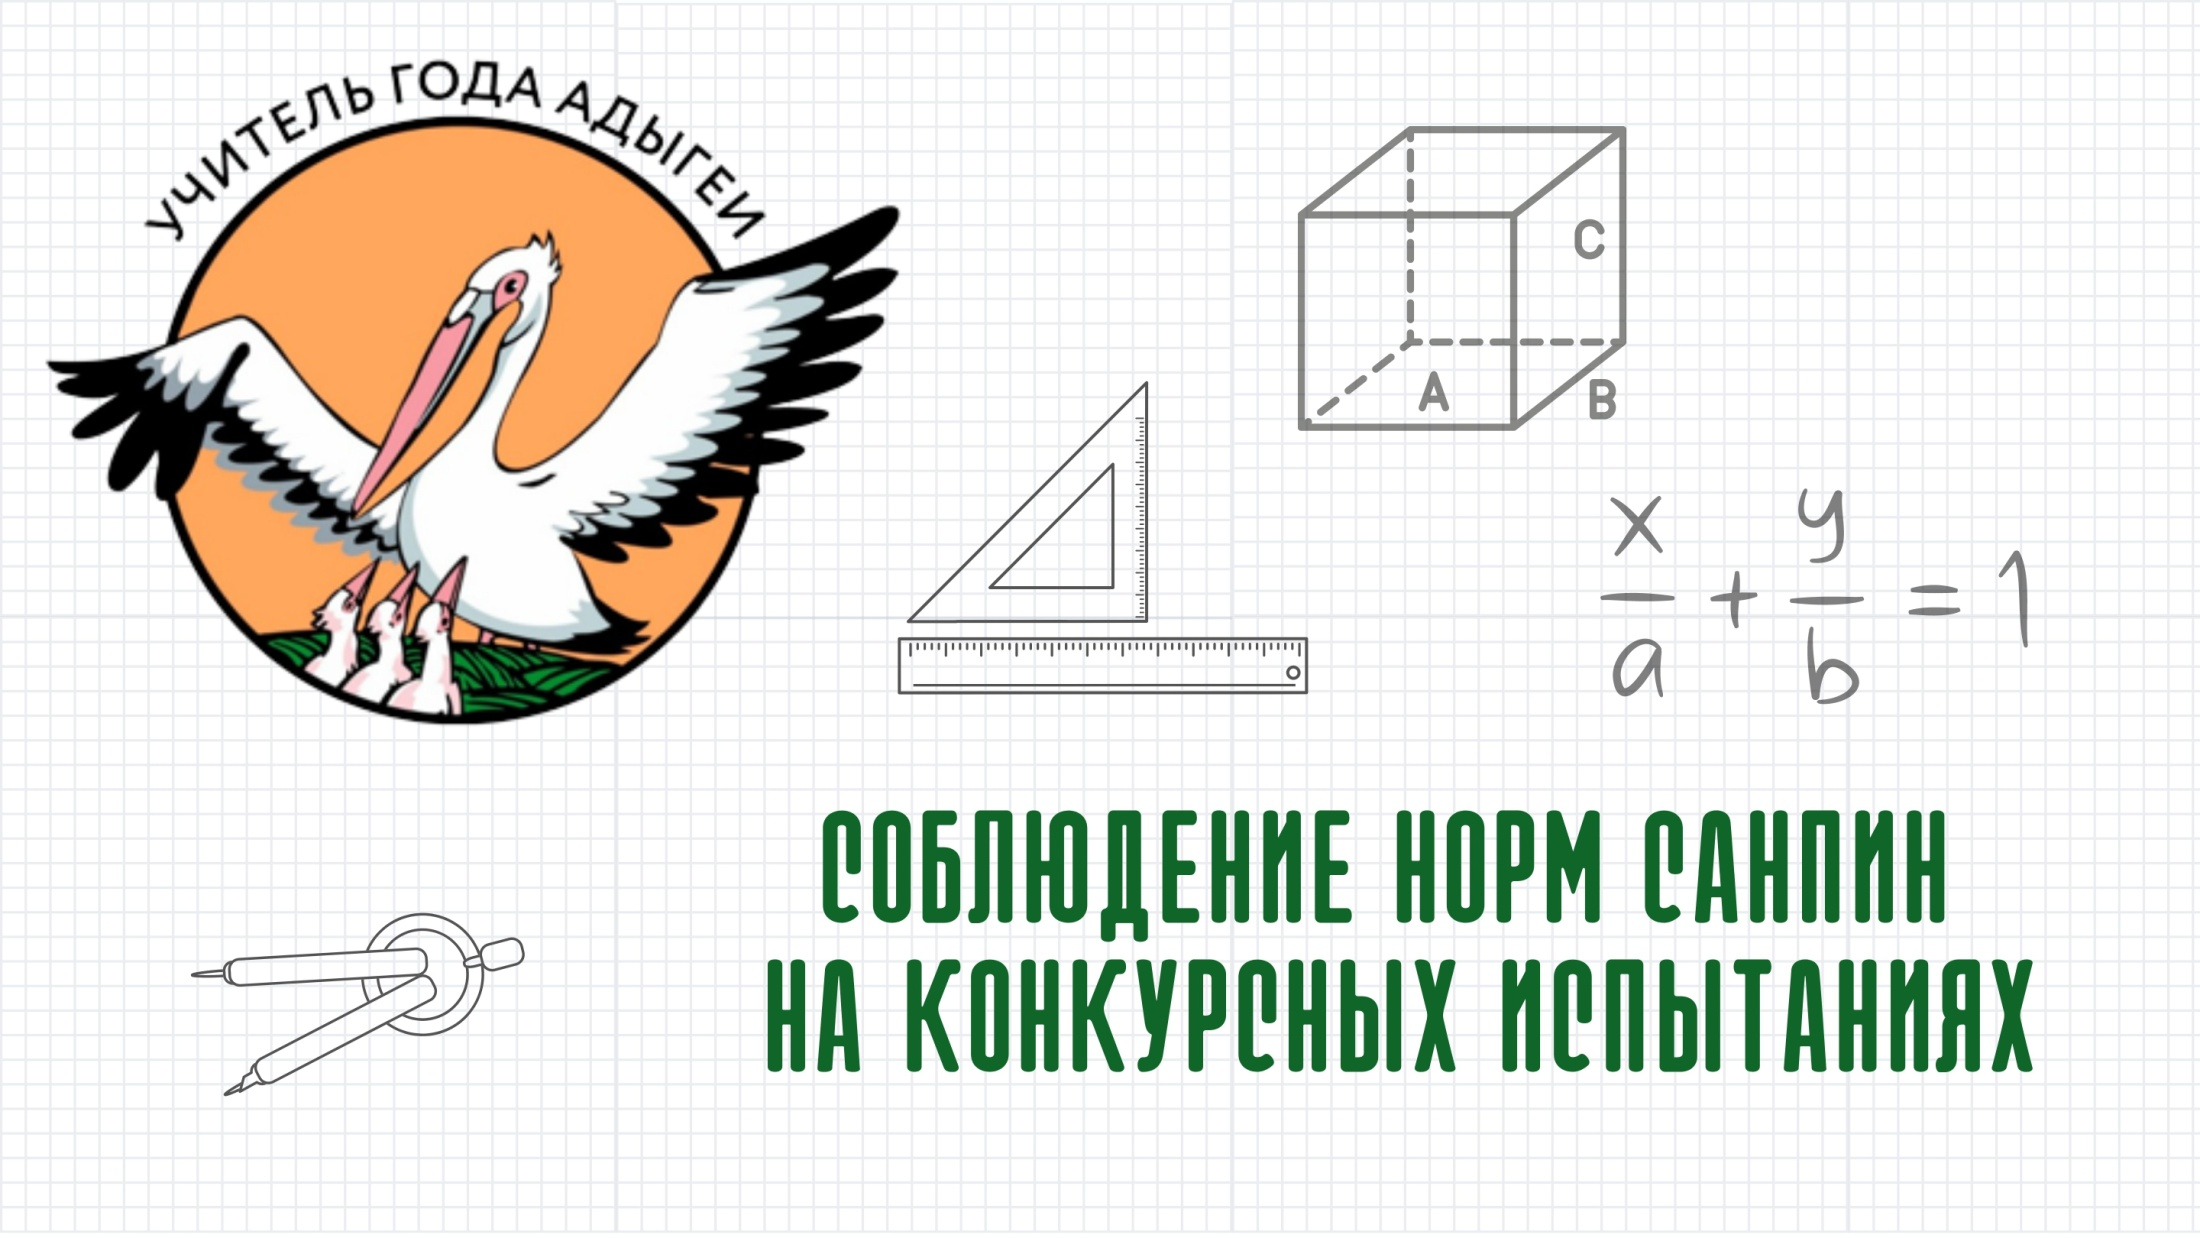 УЧИТЕЛЬ ГОДА АДЫГЕИ
C
A
B
x/a + y/b = 1
СОБЛЮДЕНИЕ НОРМ САНПИН
НА КОНКУРСНЫХ ИСПЫТАНИЯХ